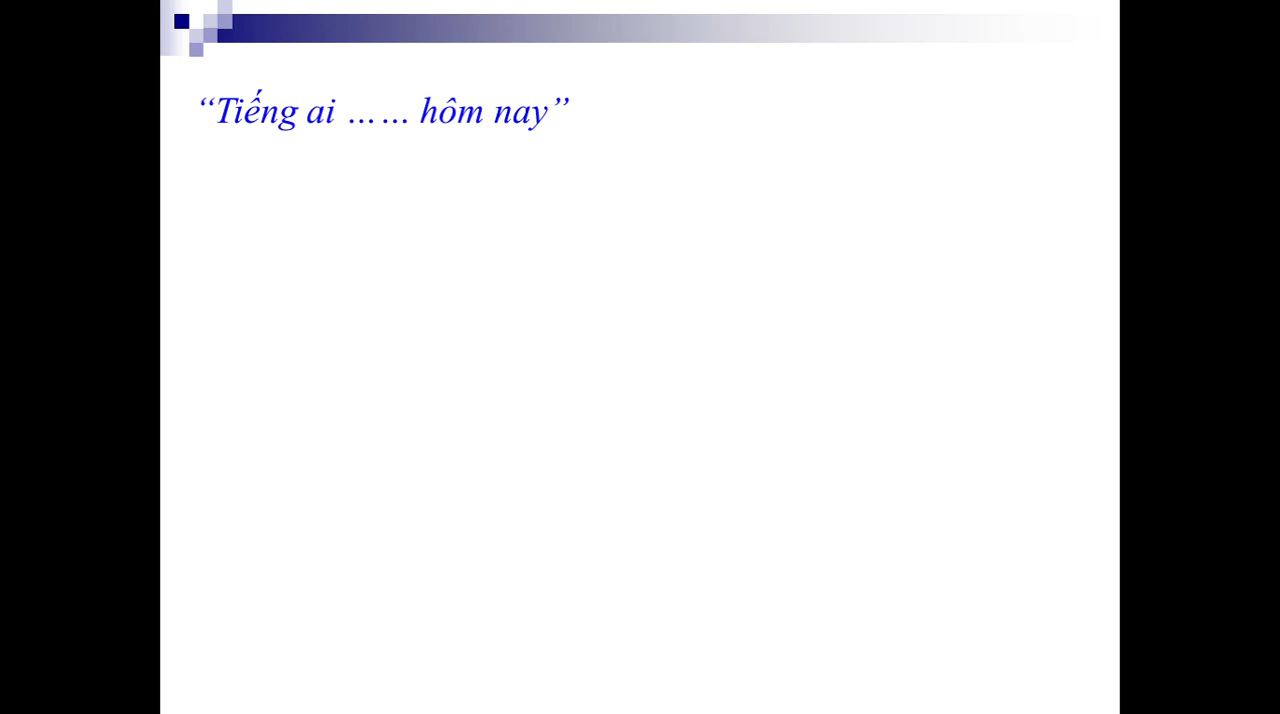 “Tiếng ai …… hôm nay”